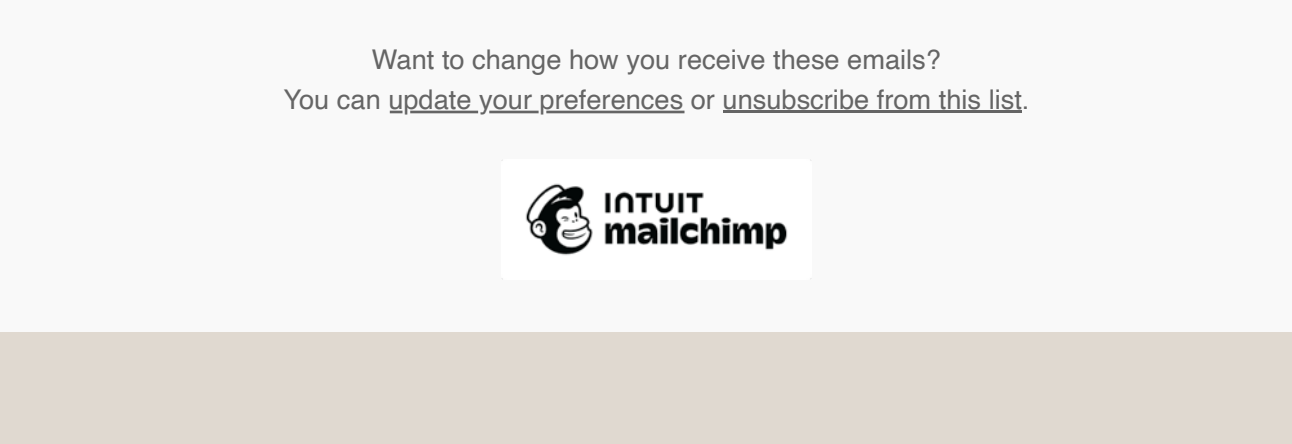 Want to change how you receive these emails?
You can update your preferences or unsubscribe from this list.
INTUIT
mailchimp